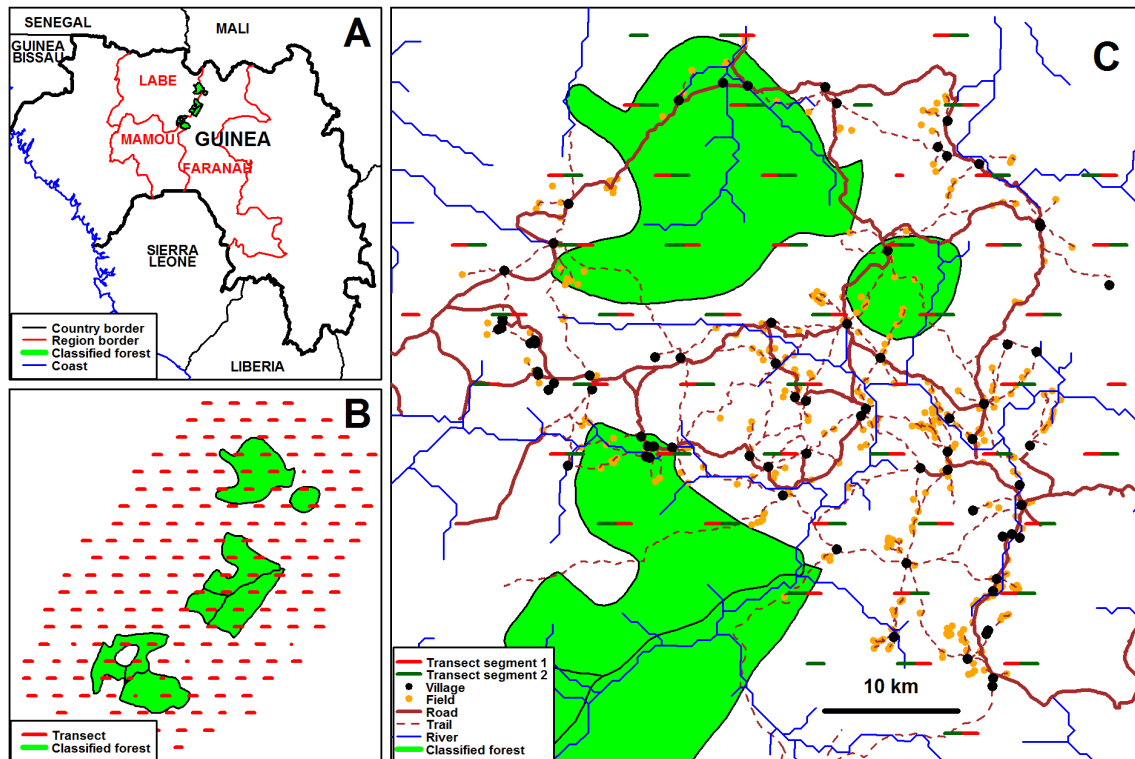 SENEGAL
MALI
A
GUINEA
BISSAU
LABE
MAMOU
GUINEA
FARANAH
SIERRA
LEONE
LIBERIA
Country border
Region border
Classified forest
Coast
B
Transect
Classified forest
C
Transect segment 1
Transect segment 2
Village
Field
Road
Trail
River
Classified forest
10 km